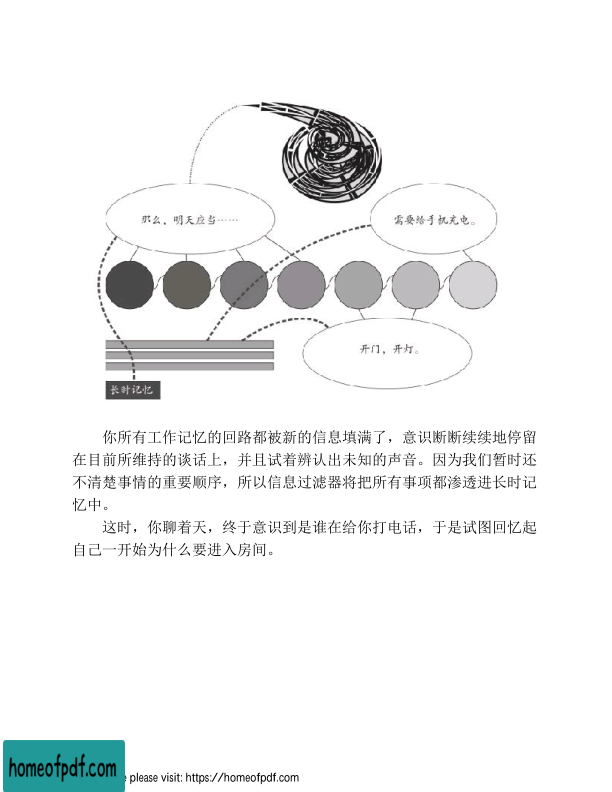 那么，明天应当……
需要给手机充电。
开门，开灯。
长时记忆
你所有工作记忆的回路都被新的信息填满了，意识断断续续地停留
在目前所维持的谈话上，并且试着辨认出未知的声音。因为我们暂时还
不清楚事情的重要顺序，所以信息过滤器将把所有事项都渗透进长时记
忆中。
这时，你聊着天，终于意识到是谁在给你打电话，于是试图回忆起
自己一开始为什么要进入房间。
homeofpdf.com
e please visit: https://homeofpdf.com